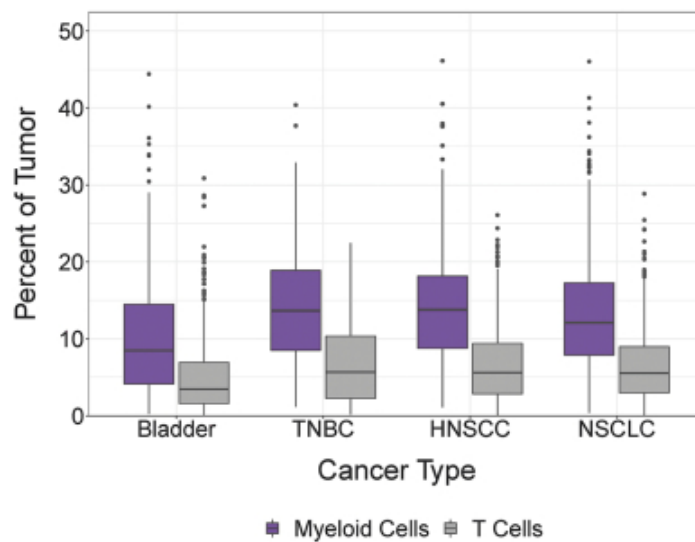 50
40
30
20
10
0
Percent of Tumor
Bladder TNBC HNSCC NSCLC
Cancer Type
Myeloid Cells T Cells